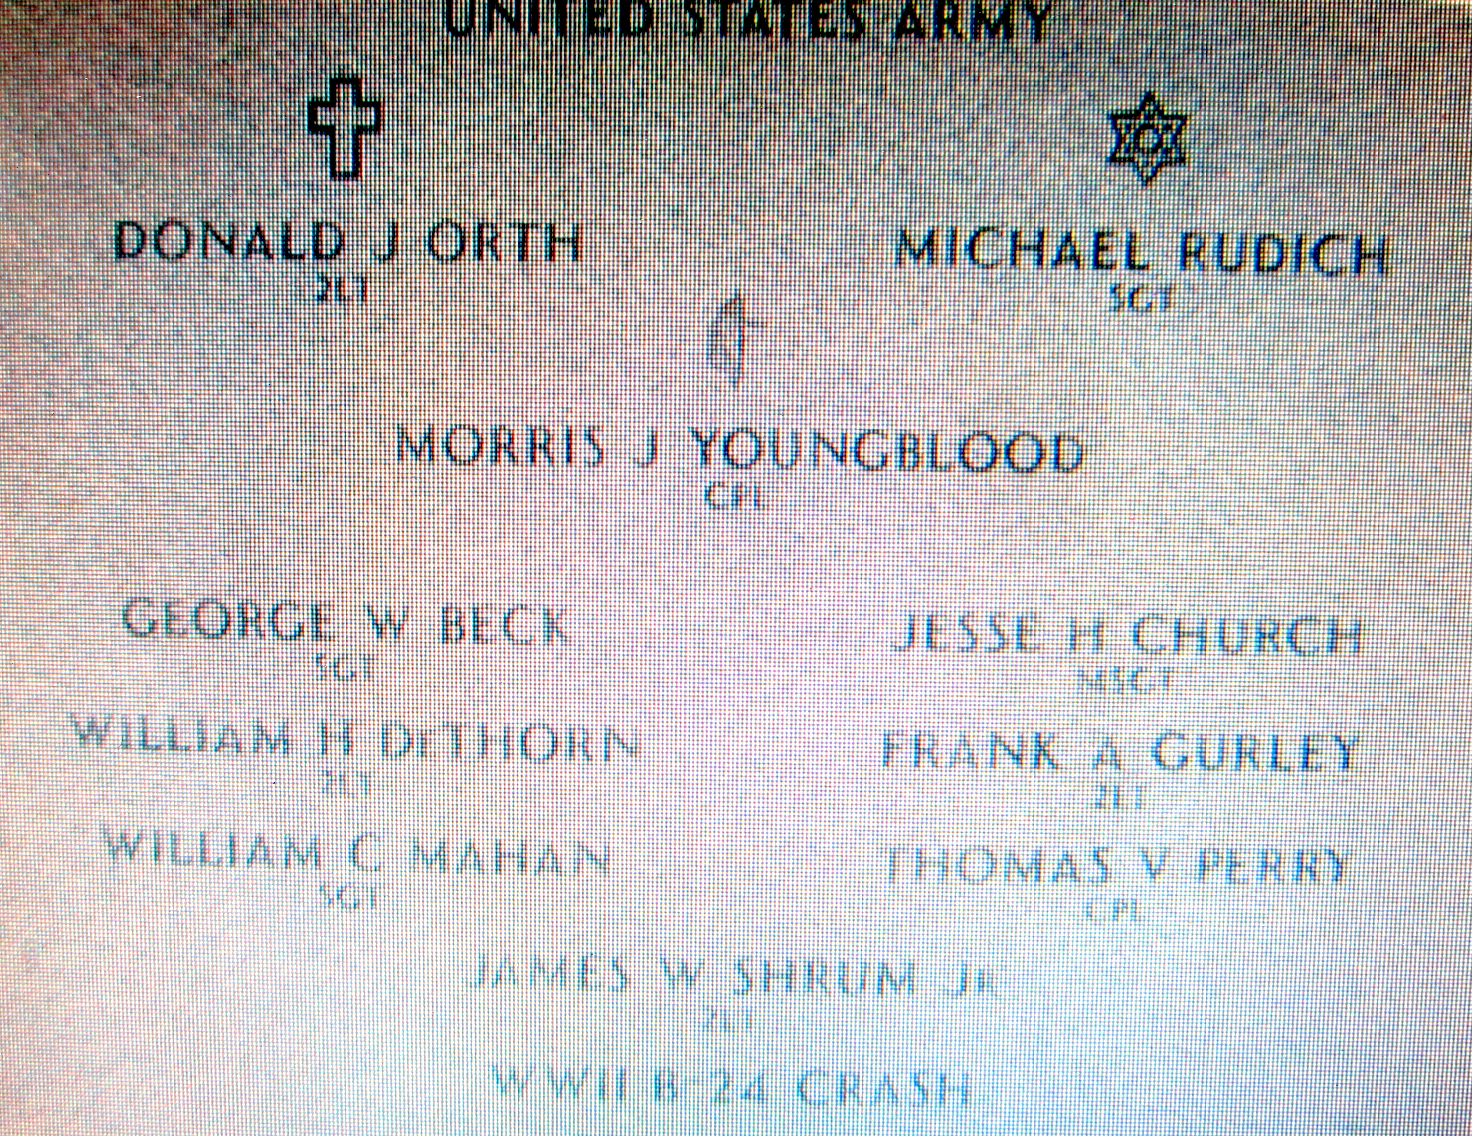 UNITED STATES ARMY
DONALD J ORTH
2LT
MICHAEL RUDICH
SGT
MORRIS J YOUNGBLOOD
CPL
GEORGE W BECK
SGT
JESSE H CHURCH
MSGT
WILLIAM H DETHORN
2LT
FRANK A GURLEY
2LT
WILLIAM C MAHAN
SGT
THOMAS V PERRY
CPL
JAMES W SHRUM JR
2LT
WWII B-24 CRASH